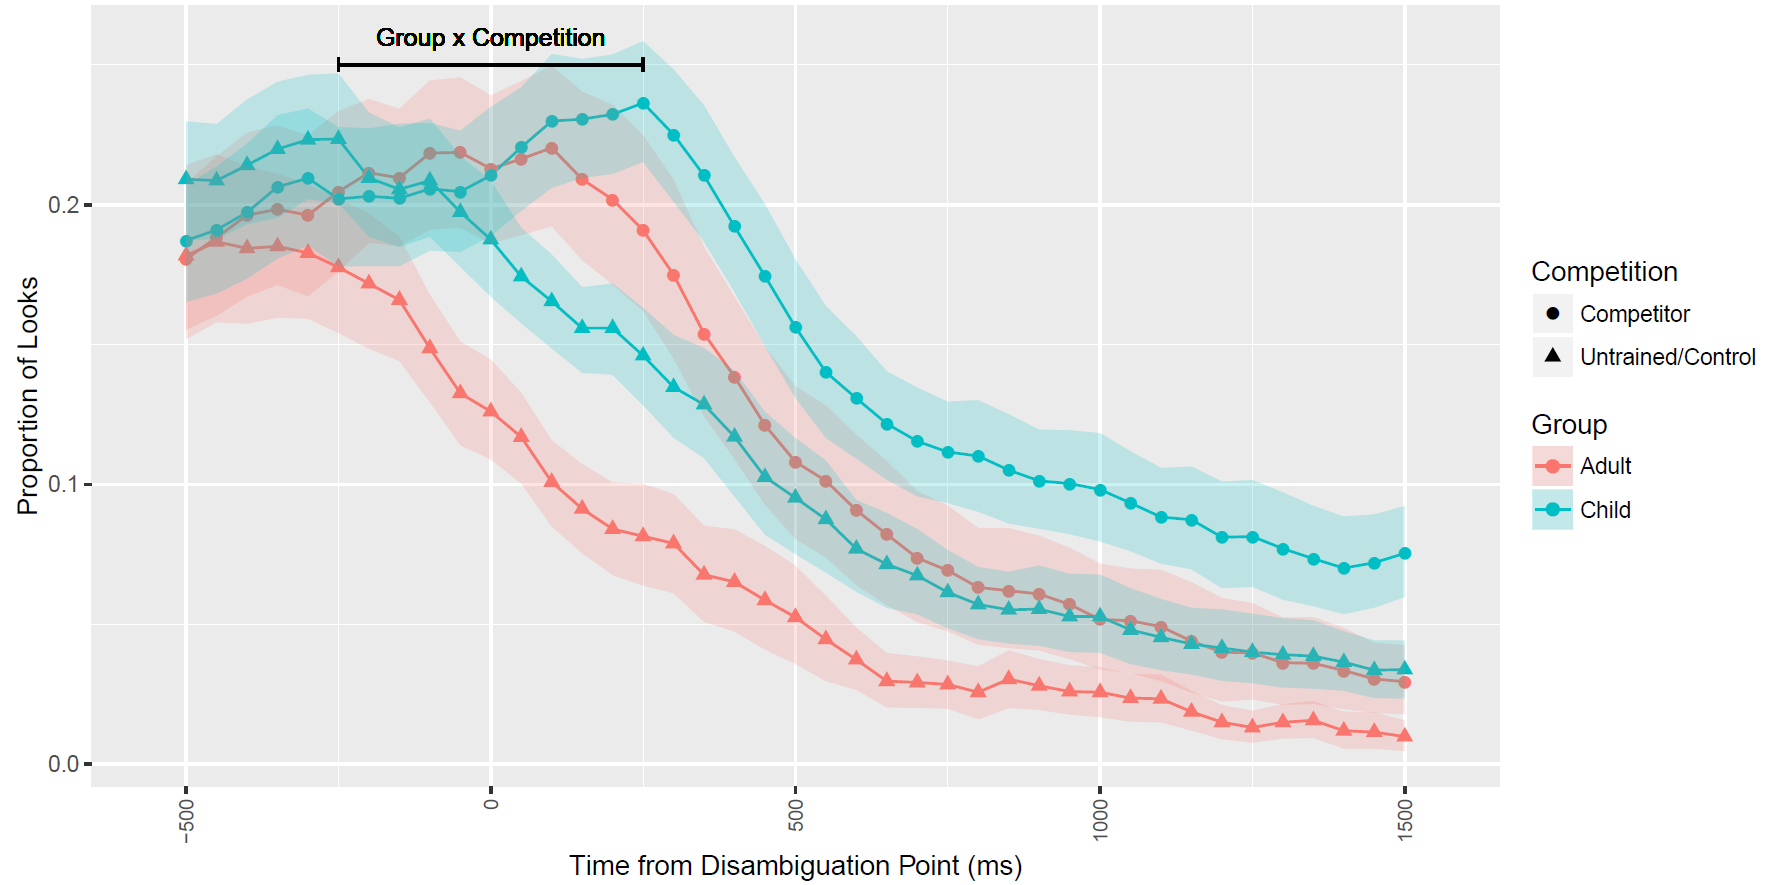 Group x Competition
Proportion of Looks
0.2
0.1
0.0
−500
0
500
1000
1500
Time from Disambiguation Point (ms)
Competition
Competitor
Untrained/Control
Group
Adult
Child